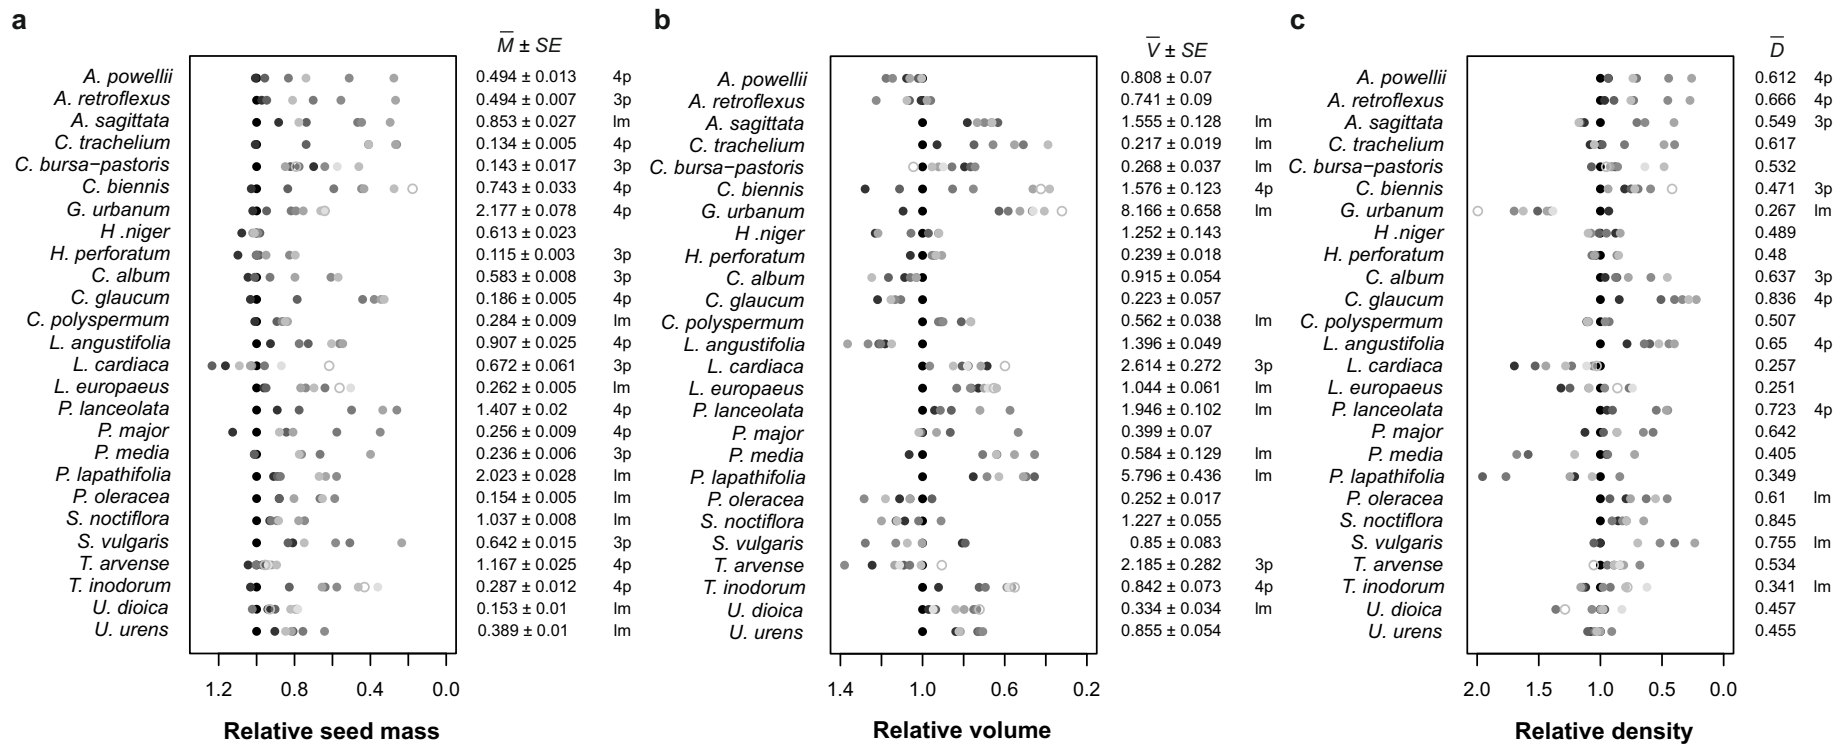 a b c
M̅ ± SE V̅ ± SE D̅
A. powellii 0.494 ± 0.013 4p A. powellii 0.808 ± 0.07 A. powellii 0.612 4p
A. retroflexus 0.494 ± 0.007 3p A. retroflexus 0.741 ± 0.09 A. retroflexus 0.666 4p
A. sagittata 0.853 ± 0.027 lm A. sagittata 1.555 ± 0.128 lm A. sagittata 0.549 3p
C. trachelium 0.134 ± 0.005 4p C. trachelium 0.217 ± 0.019 lm C. trachelium 0.617
C. bursa−pastoris 0.143 ± 0.017 3p C. bursa−pastoris 0.268 ± 0.037 lm C. bursa−pastoris 0.532
C. biennis 0.743 ± 0.033 4p C. biennis 1.576 ± 0.123 4p C. biennis 0.471 3p
G. urbanum 2.177 ± 0.078 4p G. urbanum 8.166 ± 0.658 lm G. urbanum 0.267 lm
H .niger 0.613 ± 0.023 H .niger 1.252 ± 0.143 H .niger 0.489
H. perforatum 0.115 ± 0.003 3p H. perforatum 0.239 ± 0.018 H. perforatum 0.48
C. album 0.583 ± 0.008 3p C. album 0.915 ± 0.054 C. album 0.637 3p
C. glaucum 0.186 ± 0.005 4p C. glaucum 0.223 ± 0.057 C. glaucum 0.836 4p
C. polyspermum 0.284 ± 0.009 lm C. polyspermum 0.562 ± 0.038 lm C. polyspermum 0.507
L. angustifolia 0.907 ± 0.025 4p L. angustifolia 1.396 ± 0.049 L. angustifolia 0.65 4p
L. cardiaca 0.672 ± 0.061 3p L. cardiaca 2.614 ± 0.272 3p L. cardiaca 0.257
L. europaeus 0.262 ± 0.005 lm L. europaeus 1.044 ± 0.061 lm L. europaeus 0.251
P. lanceolata 1.407 ± 0.02 4p P. lanceolata 1.946 ± 0.102 lm P. lanceolata 0.723 4p
P. major 0.256 ± 0.009 4p P. major 0.399 ± 0.07 P. major 0.642
P. media 0.236 ± 0.006 3p P. media 0.584 ± 0.129 lm P. media 0.405
P. lapathifolia 2.023 ± 0.028 lm P. lapathifolia 5.796 ± 0.436 lm P. lapathifolia 0.349
P. oleracea 0.154 ± 0.005 lm P. oleracea 0.252 ± 0.017 P. oleracea 0.61 lm
S. noctiflora 1.037 ± 0.008 lm S. noctiflora 1.227 ± 0.055 S. noctiflora 0.845
S. vulgaris 0.642 ± 0.015 3p S. vulgaris 0.85 ± 0.083 S. vulgaris 0.755 lm
T. arvense 1.167 ± 0.025 4p T. arvense 2.185 ± 0.282 3p T. arvense 0.534
T. inodorum 0.287 ± 0.012 4p T. inodorum 0.842 ± 0.073 4p T. inodorum 0.341 lm
U. dioica 0.153 ± 0.01 lm U. dioica 0.334 ± 0.034 lm U. dioica 0.457
U. urens 0.389 ± 0.01 lm U. urens 0.855 ± 0.054 U. urens 0.455
1.2 0.8 0.4 0.0 1.4 1.0 0.6 0.2 2.0 1.5 1.0 0.5 0.0
Relative seed mass Relative volume Relative density